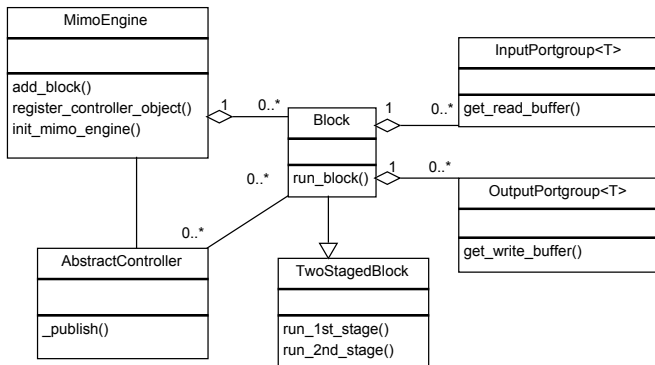 MimoEngine
add_block()
register_controller_object()
init_mimo_engine()
1
0..*
Block
run_block()
1
0..*
InputPortgroup<T>
get_read_buffer()
1
0..*
OutputPortgroup<T>
get_write_buffer()
0..*
0..*
AbstractController
_publish()
TwoStagedBlock
run_1st_stage()
run_2nd_stage()